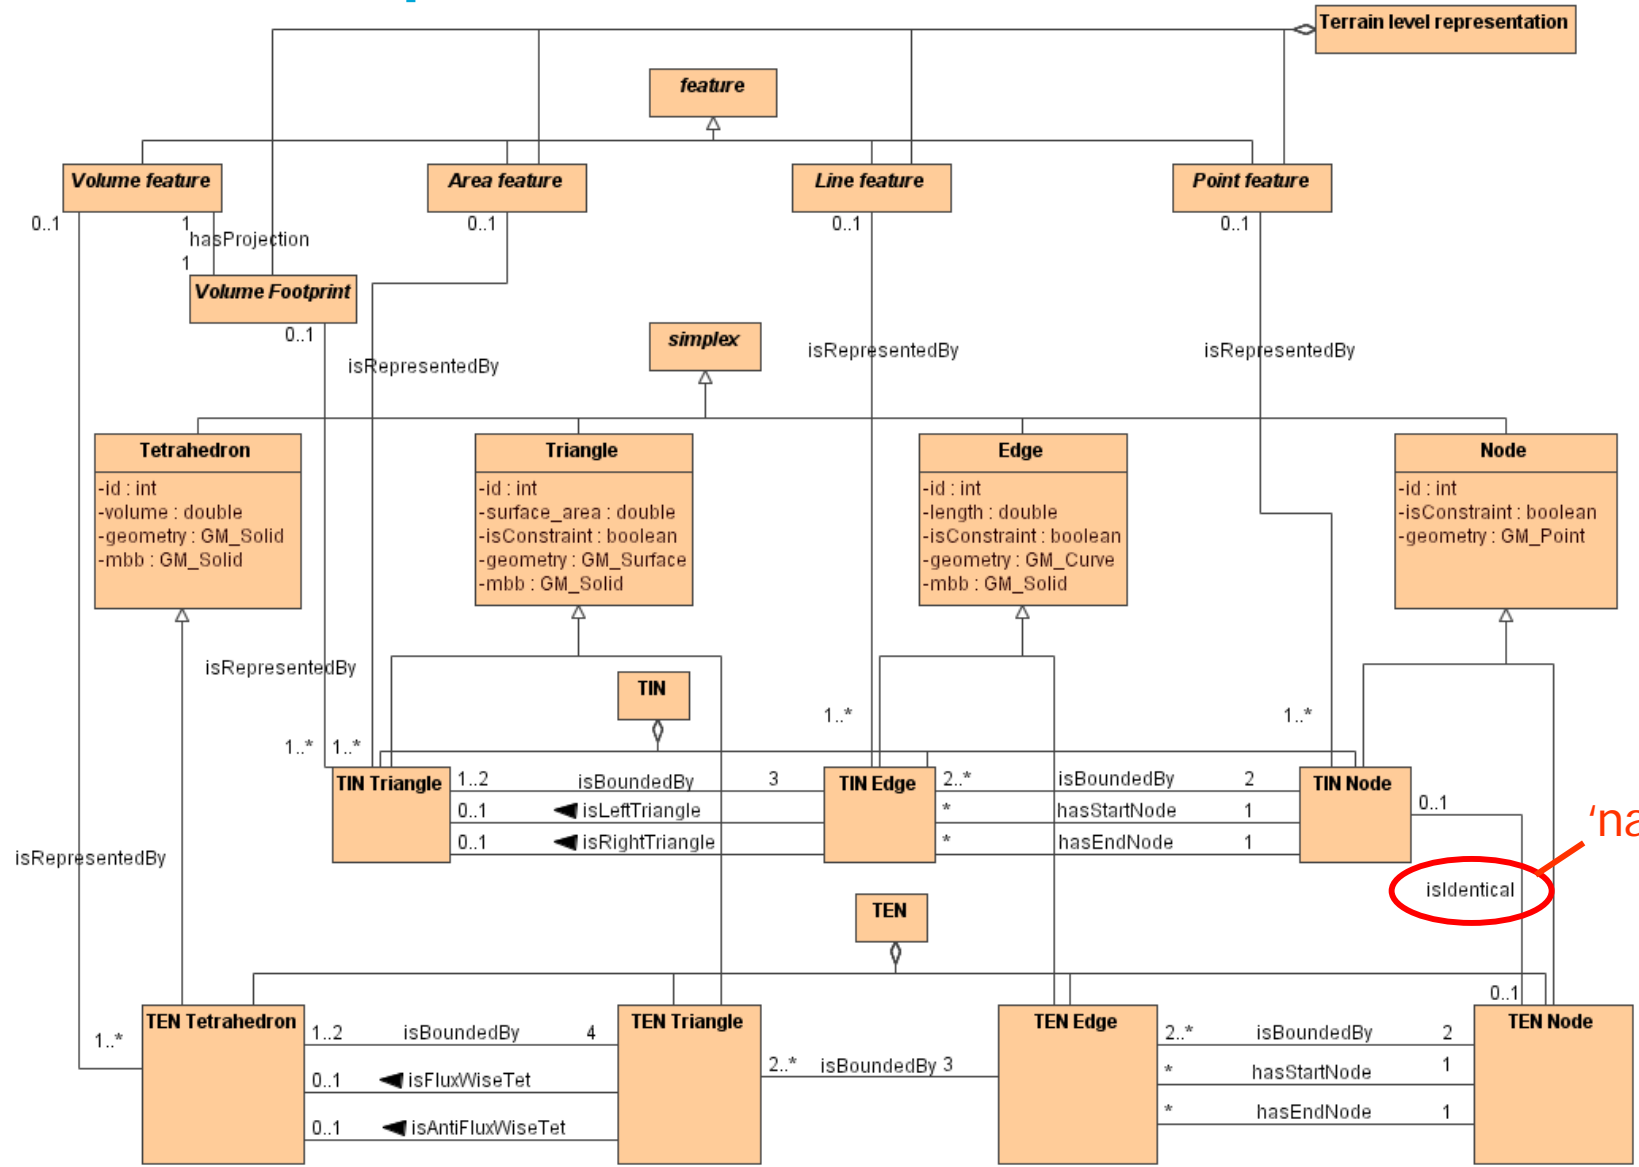 Terrain level representation
feature
Volume feature
Area feature
Line feature
Point feature
0..1
1
0..1
0..1
0..1
hasProjection
1
Volume Footprint
0..1
simplex
isRepresentedBy
isRepresentedBy
isRepresentedBy
Tetrahedron
-id : int
-volume : double
-geometry : GM_Solid
-mbb : GM_Solid
Triangle
-id : int
-surface_area : double
-isConstraint : boolean
-geometry : GM_Surface
-mbb : GM_Solid
Edge
-id : int
-length : double
-isConstraint : boolean
-geometry : GM_Curve
-mbb : GM_Solid
Node
-id : int
-isConstraint : boolean
-geometry : GM_Point
isRepresentedBy
TIN
1..*
1..*
1..*
1..*
TIN Triangle
1..2
isBoundedBy
3
TIN Edge
2..*
isBoundedBy
2
TIN Node
0..1
isLeftTriangle
*
hasStartNode
1
0..1
isRightTriangle
*
hasEndNode
1
0..1
'na
isRepresentedBy
isIdentical
TEN
0..1
TEN Tetrahedron
1..2
isBoundedBy
4
TEN Triangle
TEN Edge
2..*
isBoundedBy
2
TEN Node
1..*
2..*
isBoundedBy
3
0..1
isFluxWiseTet
*
hasStartNode
1
0..1
isAntiFluxWiseTet
*
hasEndNode
1